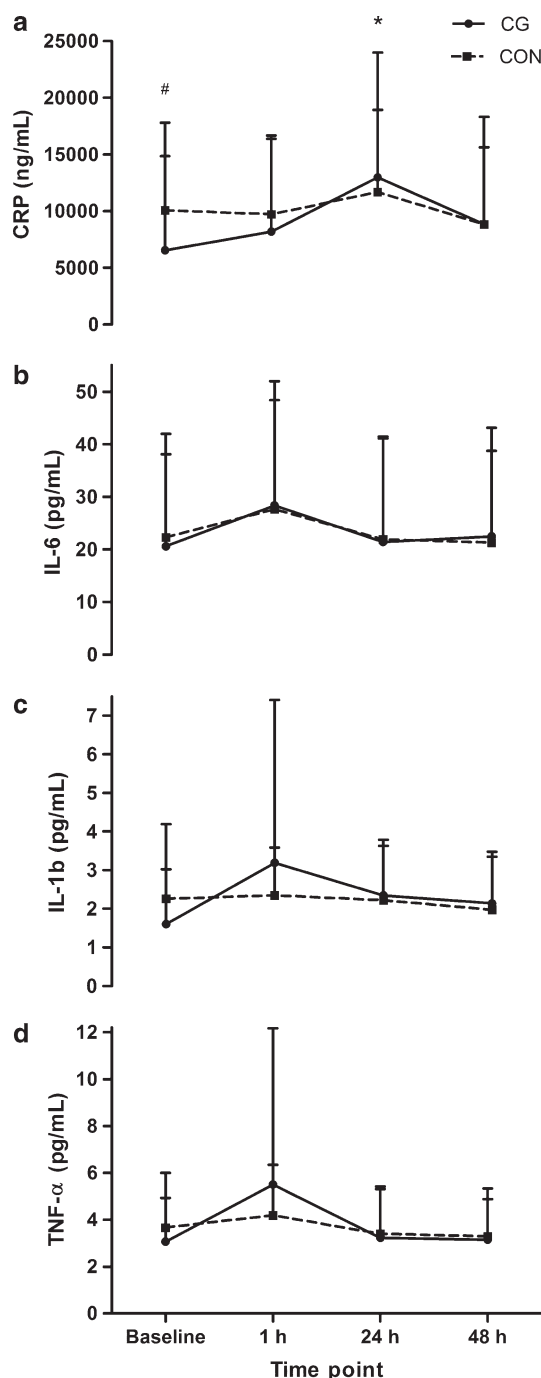 a
CG
CON
*
#
CRP (ng/mL)
25000
20000
15000
10000
5000
0
b
IL-6 (pg/mL)
50
40
30
20
10
0
c
IL-1b (pg/mL)
7
6
5
4
3
2
1
0
d
TNF-α (pg/mL)
12
10
8
6
4
2
0
Baseline 1 h 24 h 48 h
Time point